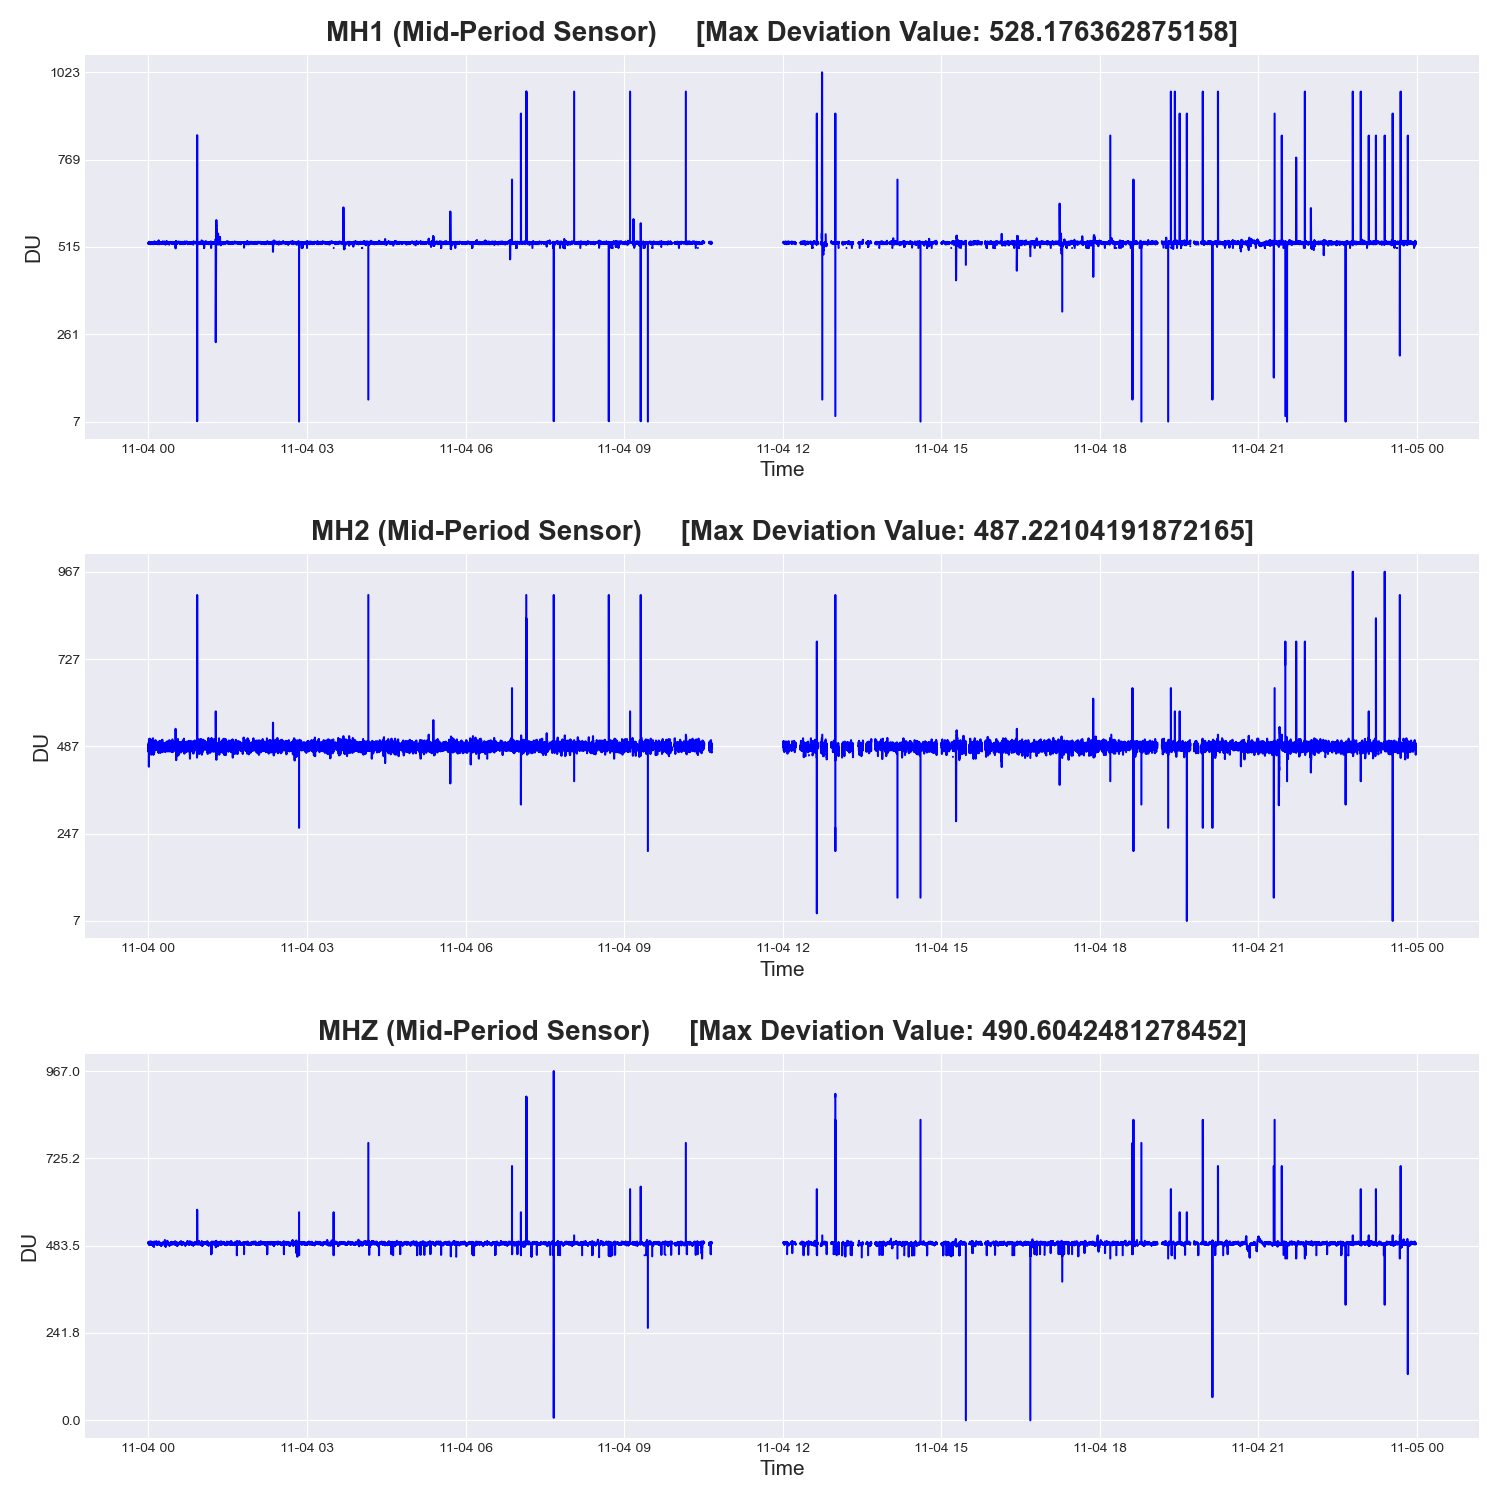 MH1 (Mid-Period Sensor) [Max Deviation Value: 528.176362875158]
1023
769
515
261
7
DU
11-04 00 11-04 03 11-04 06 11-04 09 11-04 12 11-04 15 11-04 18 11-04 21 11-05 00
Time
MH2 (Mid-Period Sensor) [Max Deviation Value: 487.22104191872165]
967
727
487
247
7
DU
11-04 00 11-04 03 11-04 06 11-04 09 11-04 12 11-04 15 11-04 18 11-04 21 11-05 00
Time
MHZ (Mid-Period Sensor) [Max Deviation Value: 490.6042481278452]
967.0
725.2
483.5
241.8
0.0
DU
11-04 00 11-04 03 11-04 06 11-04 09 11-04 12 11-04 15 11-04 18 11-04 21 11-05 00
Time